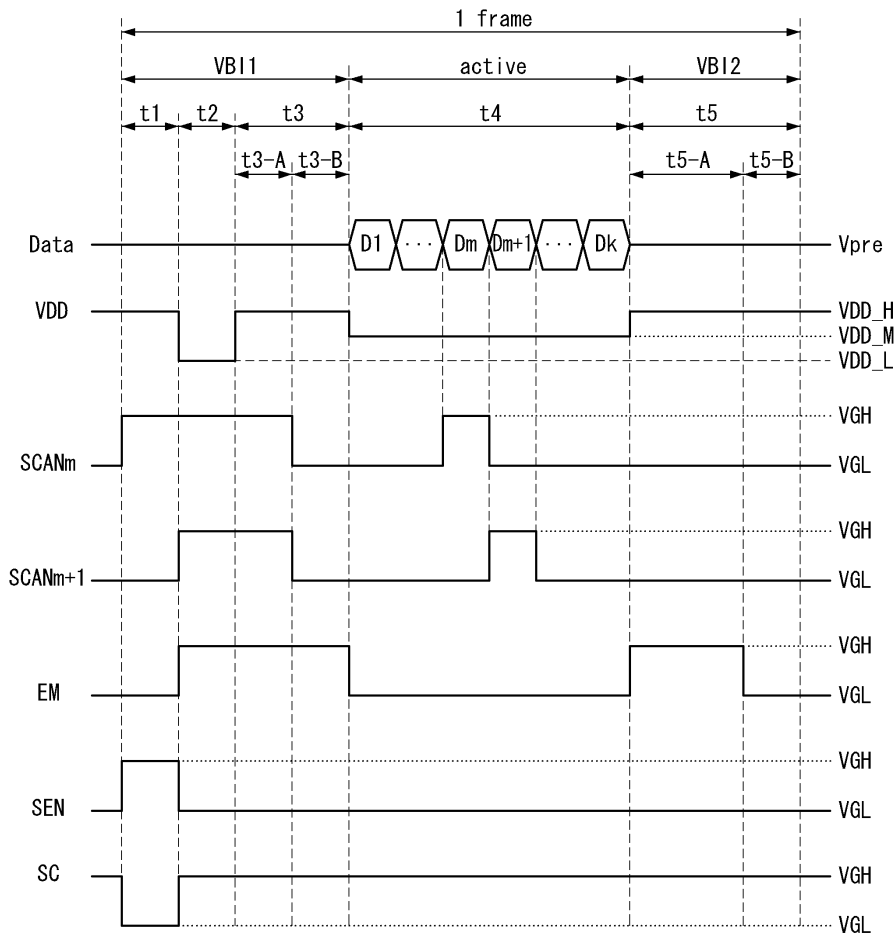 1 frame
VBI1 active VBI2
t1 t2 t3 t4 t5
t3-A t3-B t5-A t5-B
Data D1 ··· Dm Dm+1 ··· Dk Vpre
VDD VDD_H
VDD_M
VDD_L
VGH
SCANm VGL
VGH
SCANm+1 VGL
VGH
EM VGL
VGH
SEN VGL
SC VGH
VGL